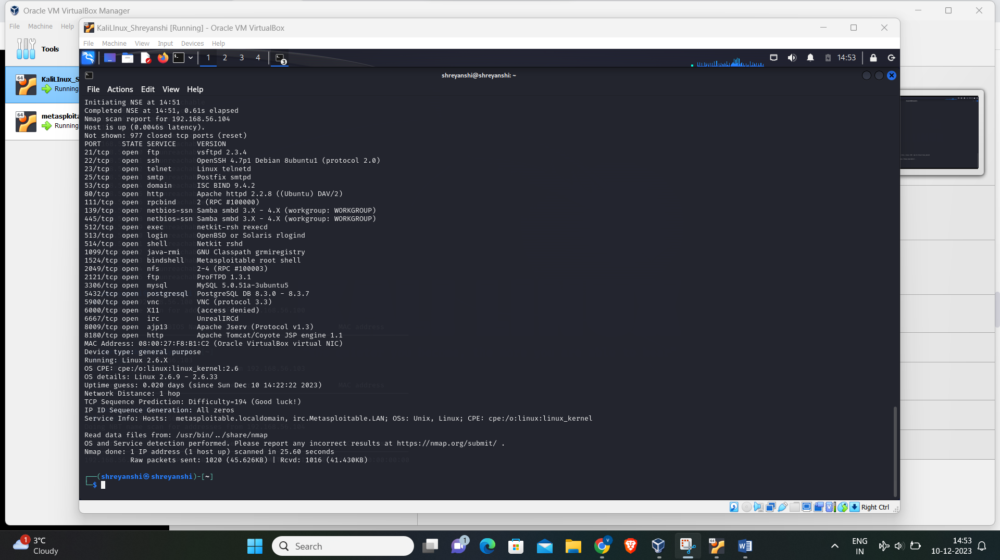 Oracle VM VirtualBox Manager
File Machine Help
KaliLInux_Shreyanshi [Running] - Oracle VM VirtualBox
File Machine View Input Devices Help
Tools
1 2 3 4
3
14:53
64
KaliLInux_S
Running
64
metasploita
Running
shreyanshi@shreyanshi: ~
File Actions Edit View Help
Initiating NSE at 14:51
Completed NSE at 14:51, 0.61s elapsed
Nmap scan report for 192.168.56.104
Host is up (0.0046s latency).
Not shown: 977 closed tcp ports (reset)
PORT     STATE SERVICE     VERSION
21/tcp   open  ftp         vsftpd 2.3.4
22/tcp   open  ssh         OpenSSH 4.7p1 Debian 8ubuntu1 (protocol 2.0)
23/tcp   open  telnet      Linux telnetd
25/tcp   open  smtp        Postfix smtpd
53/tcp   open  domain      ISC BIND 9.4.2
80/tcp   open  http        Apache httpd 2.2.8 ((Ubuntu) DAV/2)
111/tcp  open  rpcbind     2 (RPC #100000)
139/tcp  open  netbios-ssn Samba smbd 3.X - 4.X (workgroup: WORKGROUP)
445/tcp  open  netbios-ssn Samba smbd 3.X - 4.X (workgroup: WORKGROUP)
512/tcp  open  exec        netkit-rsh rexecd
513/tcp  open  login       OpenBSD or Solaris rlogind
514/tcp  open  shell       Netkit rshd
1099/tcp open  java-rmi    GNU Classpath grmiregistry
1524/tcp open  bindshell   Metasploitable root shell
2049/tcp open  nfs         2-4 (RPC #100003)
2121/tcp open  ftp         ProFTPD 1.3.1
3306/tcp open  mysql       MySQL 5.0.51a-3ubuntu5
5432/tcp open  postgresql  PostgreSQL DB 8.3.0 - 8.3.7
5900/tcp open  vnc         VNC (protocol 3.3)
6000/tcp open  X11         (access denied)
6667/tcp open  irc         UnrealIRCd
8009/tcp open  ajp13       Apache Jserv (Protocol v1.3)
8180/tcp open  http        Apache Tomcat/Coyote JSP engine 1.1
MAC Address: 08:00:27:F8:B1:C2 (Oracle VirtualBox virtual NIC)
Device type: general purpose
Running: Linux 2.6.X
OS CPE: cpe:/o:linux:linux_kernel:2.6
OS details: Linux 2.6.9 - 2.6.33
Uptime guess: 0.020 days (since Sun Dec 10 14:22:22 2023)
Network Distance: 1 hop
TCP Sequence Prediction: Difficulty=194 (Good luck!)
IP ID Sequence Generation: All zeros
Service Info: Hosts:  metasploitable.localdomain, irc.Metasploitable.LAN; OSs: Unix, Linux; CPE: cpe:/o:linux:linux_kernel
Read data files from: /usr/bin/../share/nmap
OS and Service detection performed. Please report any incorrect results at https://nmap.org/submit/ .
Nmap done: 1 IP address (1 host up) scanned in 25.60 seconds
Raw packets sent: 1020 (45.626KB) | Rcvd: 1016 (41.430KB)
(shreyanshi㉿shreyanshi)-[~]
$
Right Ctrl
1
3°C
Cloudy
Search
1
V
64
ENG
IN
14:53
10-12-2023